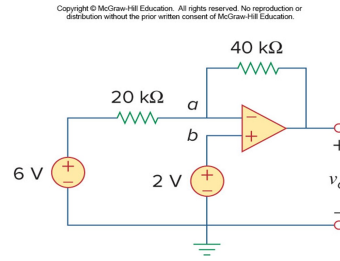 Copyright © McGraw-Hill Education. All rights reserved. No reproduction or
distribution without the prior written consent of McGraw-Hill Education.
40 kΩ
20 kΩ
a
−
b
+
6 V
+
−
2 V
+
−
+
v
−